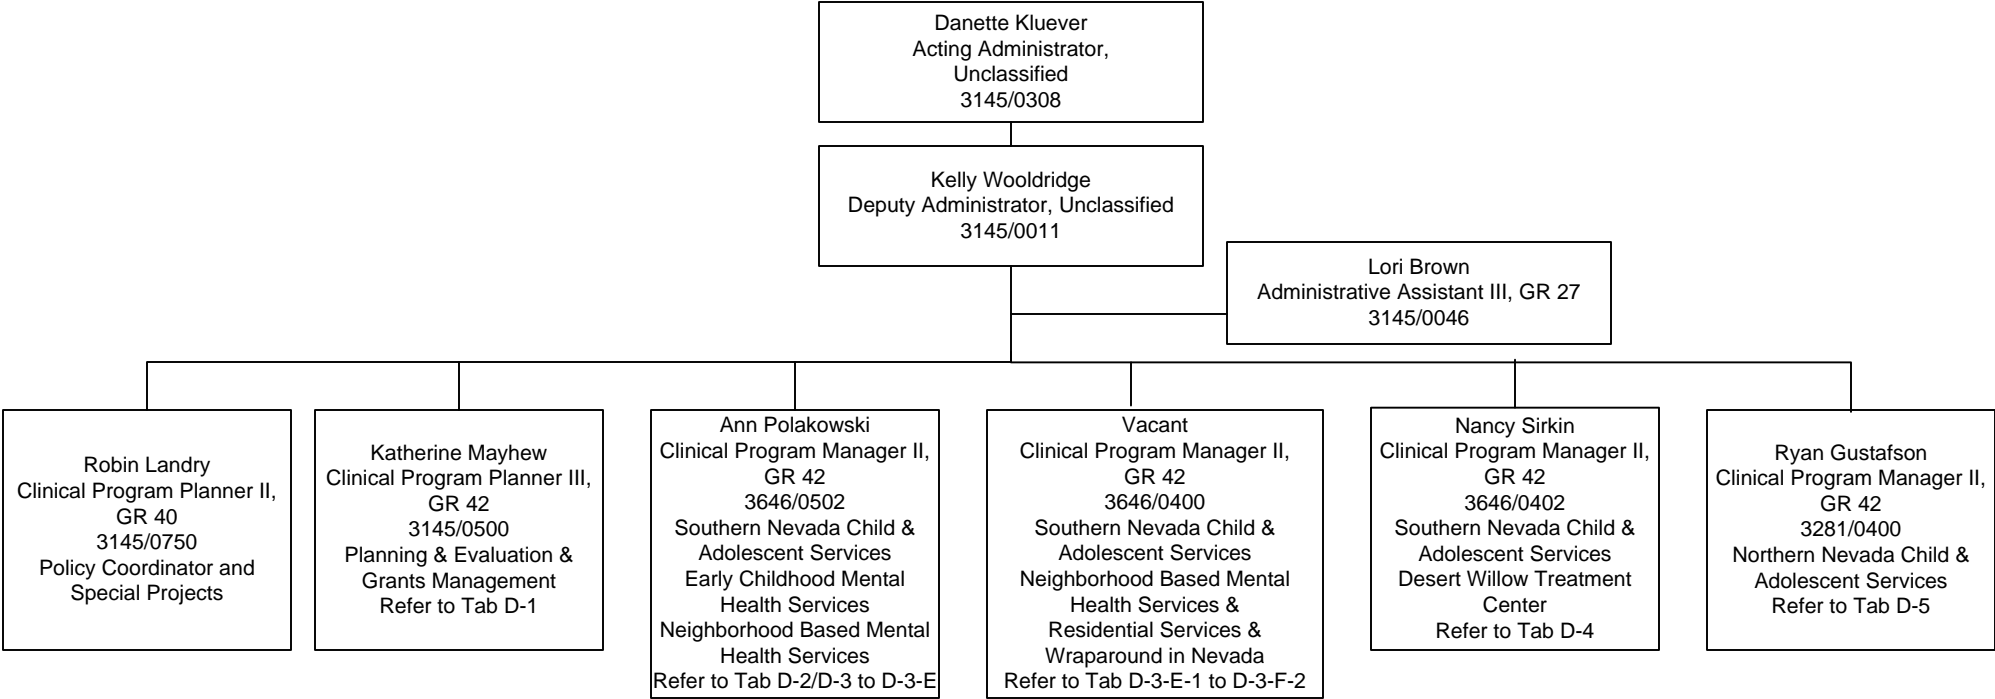 Danette Kluever
Acting Administrator,
Unclassified
3145/0308
Kelly Wooldridge
Deputy Administrator, Unclassified
3145/0011
Lori Brown
Administrative Assistant III, GR 27
3145/0046
Robin Landry
Clinical Program Planner II,
GR 40
3145/0750
Policy Coordinator and
Special Projects
Katherine Mayhew
Clinical Program Planner III,
GR 42
3145/0500
Planning & Evaluation &
Grants Management
Refer to Tab D-1
Ann Polakowski
Clinical Program Manager II,
GR 42
3646/0502
Southern Nevada Child &
Adolescent Services
Early Childhood Mental
Health Services
Neighborhood Based Mental
Health Services
Refer to Tab D-2/D-3 to D-3-E
Vacant
Clinical Program Manager II,
GR 42
3646/0400
Southern Nevada Child &
Adolescent Services
Neighborhood Based Mental
Health Services &
Residential Services &
Wraparound in Nevada
Refer to Tab D-3-E-1 to D-3-F-2
Nancy Sirkin
Clinical Program Manager II,
GR 42
3646/0402
Southern Nevada Child &
Adolescent Services
Desert Willow Treatment
Center
Refer to Tab D-4
Ryan Gustafson
Clinical Program Manager II,
GR 42
3281/0400
Northern Nevada Child &
Adolescent Services
Refer to Tab D-5